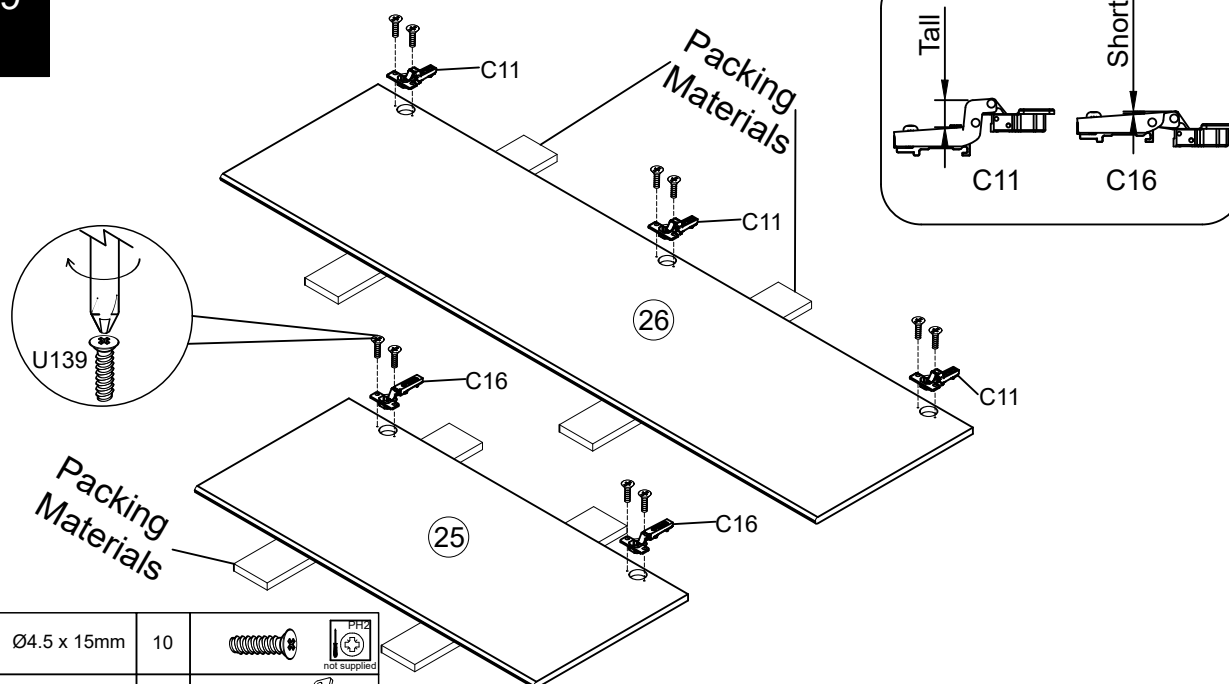 9
C11
Packing
Materials
Tall
Short
C11
C16
C11
26
U139
C16
C11
Packing
Materials
25
C16
Ø4.5 x 15mm
10
PH2
not supplied